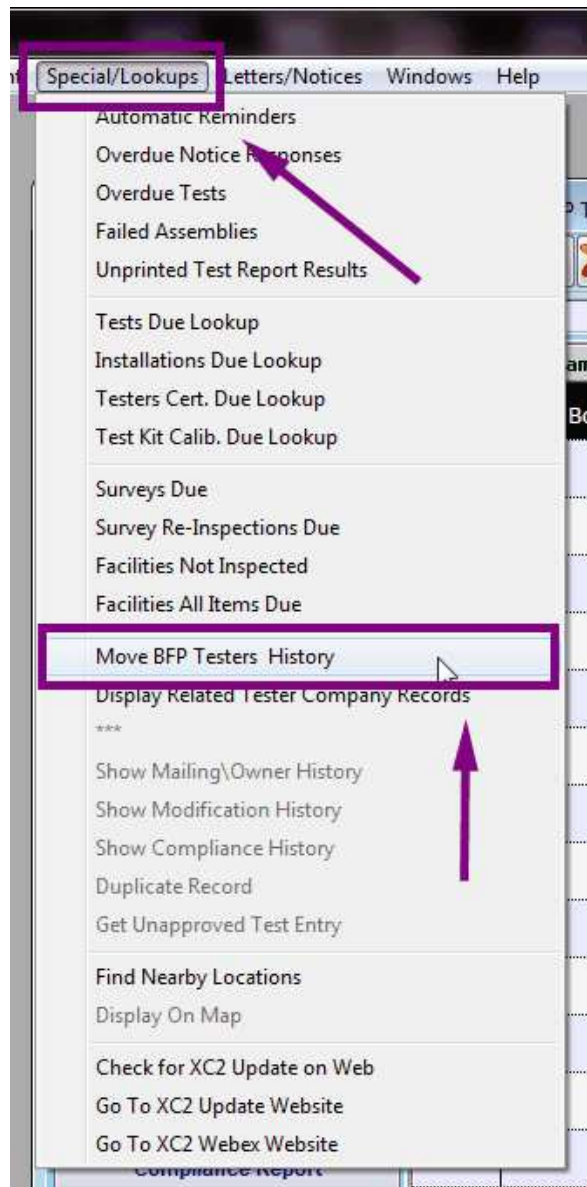 Special/Lookups Letters/Notices Windows Help
Automatic Reminders
Overdue Notice Responses
Overdue Tests
Failed Assemblies
Unprinted Test Report Results
Tests Due Lookup
Installations Due Lookup
Testers Cert. Due Lookup
Test Kit Calib. Due Lookup
Surveys Due
Survey Re-Inspections Due
Facilities Not Inspected
Facilities All Items Due
Move BFP Testers  History
Display Related Tester Company Records
***
Show Mailing\Owner History
Show Modification History
Show Compliance History
Duplicate Record
Get Unapproved Test Entry
Find Nearby Locations
Display On Map
Check for XC2 Update on Web
Go To XC2 Update Website
Go To XC2 Webex Website
Compliance Report